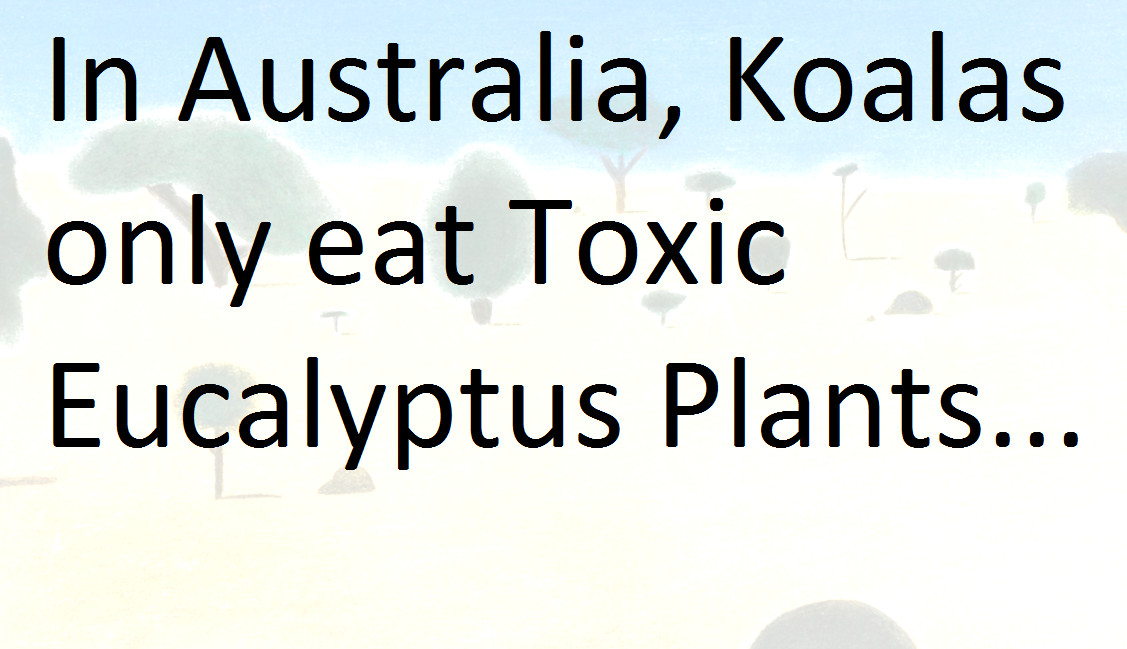 In Australia, Koalas
only eat Toxic
Eucalyptus Plants...